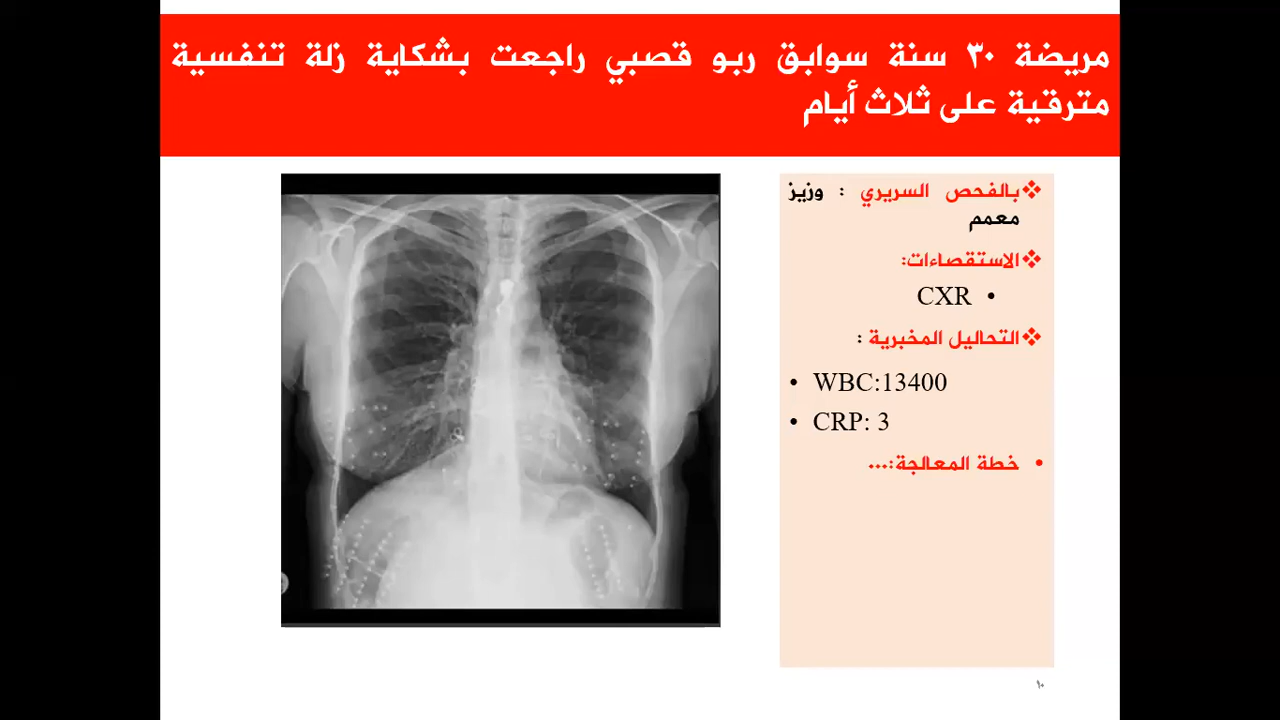 مريضة ٣٠ سنة سوابق ربو قصبي راجعت بشكاية زلة تنفسية
مترقية على ثلاث أيام
❖بالفحص السريري : وزيز
معمم
❖الاستقصاءات:
• CXR
❖التحاليل المخبرية :
• WBC:13400
• CRP: 3
• خطة المعالجة:...
١٠